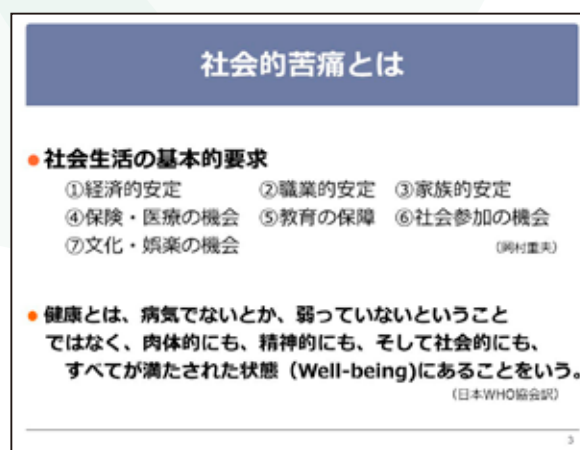 社会的苦痛とは
●社会生活の基本的要求
①経済的安定 ②職業的安定 ③家族的安定
④保険・医療の機会 ⑤教育の保障 ⑥社会参加の機会
⑦文化・娯楽の機会 (岡村重夫)
●健康とは、病気でないとか、弱っていないということ
ではなく、肉体的にも、精神的にも、そして社会的にも、
すべてが満たされた状態（Well-being)にあることをいう。
(日本WHO協会訳)
3